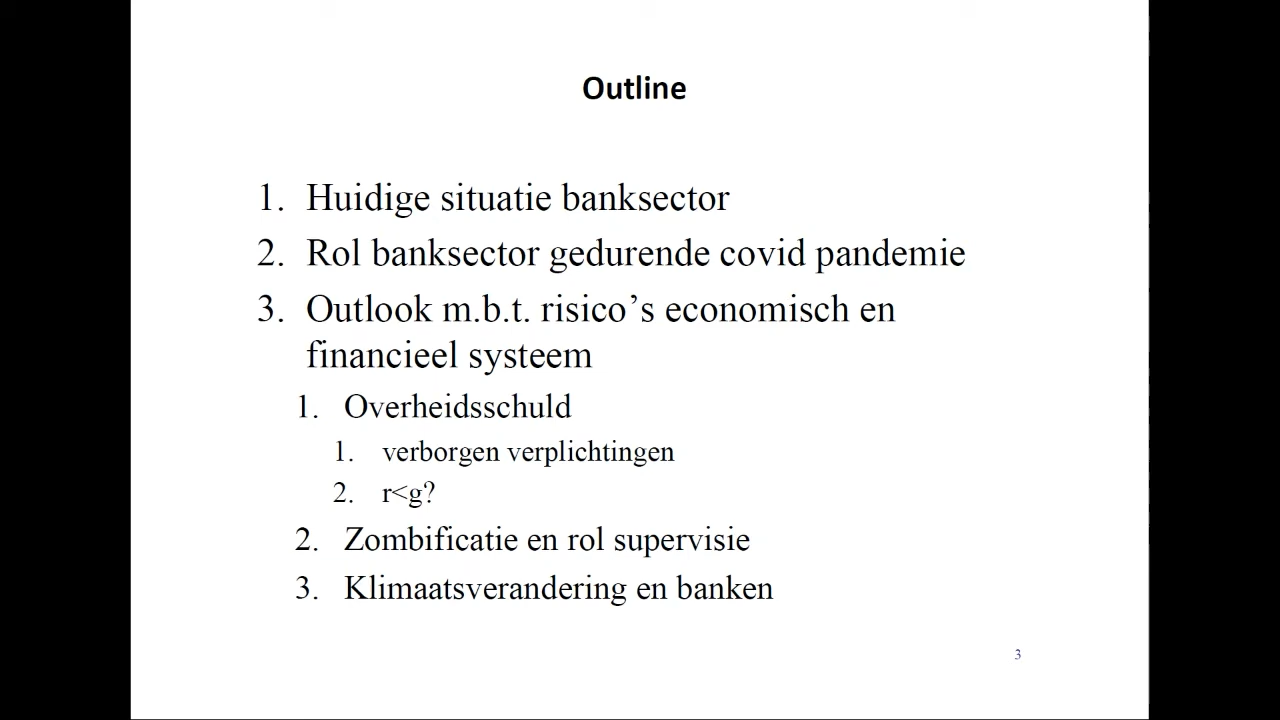 Outline
1. Huidige situatie banksector
2. Rol banksector gedurende covid pandemie
3. Outlook m.b.t. risico’s economisch en
financieel systeem
1. Overheidsschuld
1. verborgen verplichtingen
2. r<g?
2. Zombificatie en rol supervisie
3. Klimaatsverandering en banken
3